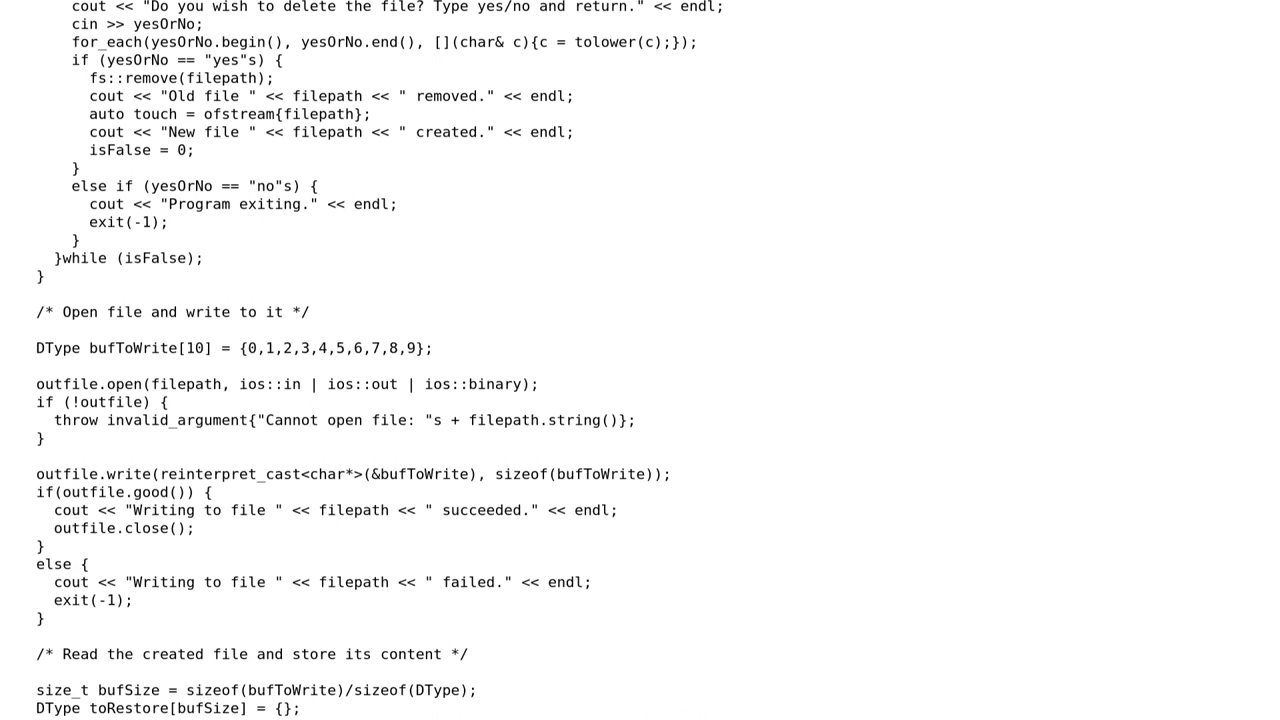 cout << "Do you wish to delete the file? Type yes/no and return." << endl;
cin >> yesOrNo;
for_each(yesOrNo.begin(), yesOrNo.end(), [](char& c){c = tolower(c);});
if (yesOrNo == "yes"s) {
fs::remove(filepath);
cout << "Old file " << filepath << " removed." << endl;
auto touch = ofstream{filepath};
cout << "New file " << filepath << " created." << endl;
isFalse = 0;
}
else if (yesOrNo == "no"s) {
cout << "Program exiting." << endl;
exit(-1);
}
}while (isFalse);
}
/* Open file and write to it */
DType bufToWrite[10] = {0,1,2,3,4,5,6,7,8,9};
outfile.open(filepath, ios::in | ios::out | ios::binary);
if (!outfile) {
throw invalid_argument{"Cannot open file: "s + filepath.string()};
}
outfile.write(reinterpret_cast<char*>(&bufToWrite), sizeof(bufToWrite));
if(outfile.good()) {
cout << "Writing to file " << filepath << " succeeded." << endl;
outfile.close();
}
else {
cout << "Writing to file " << filepath << " failed." << endl;
exit(-1);
}
/* Read the created file and store its content */
size_t bufSize = sizeof(bufToWrite)/sizeof(DType);
DType toRestore[bufSize] = {};